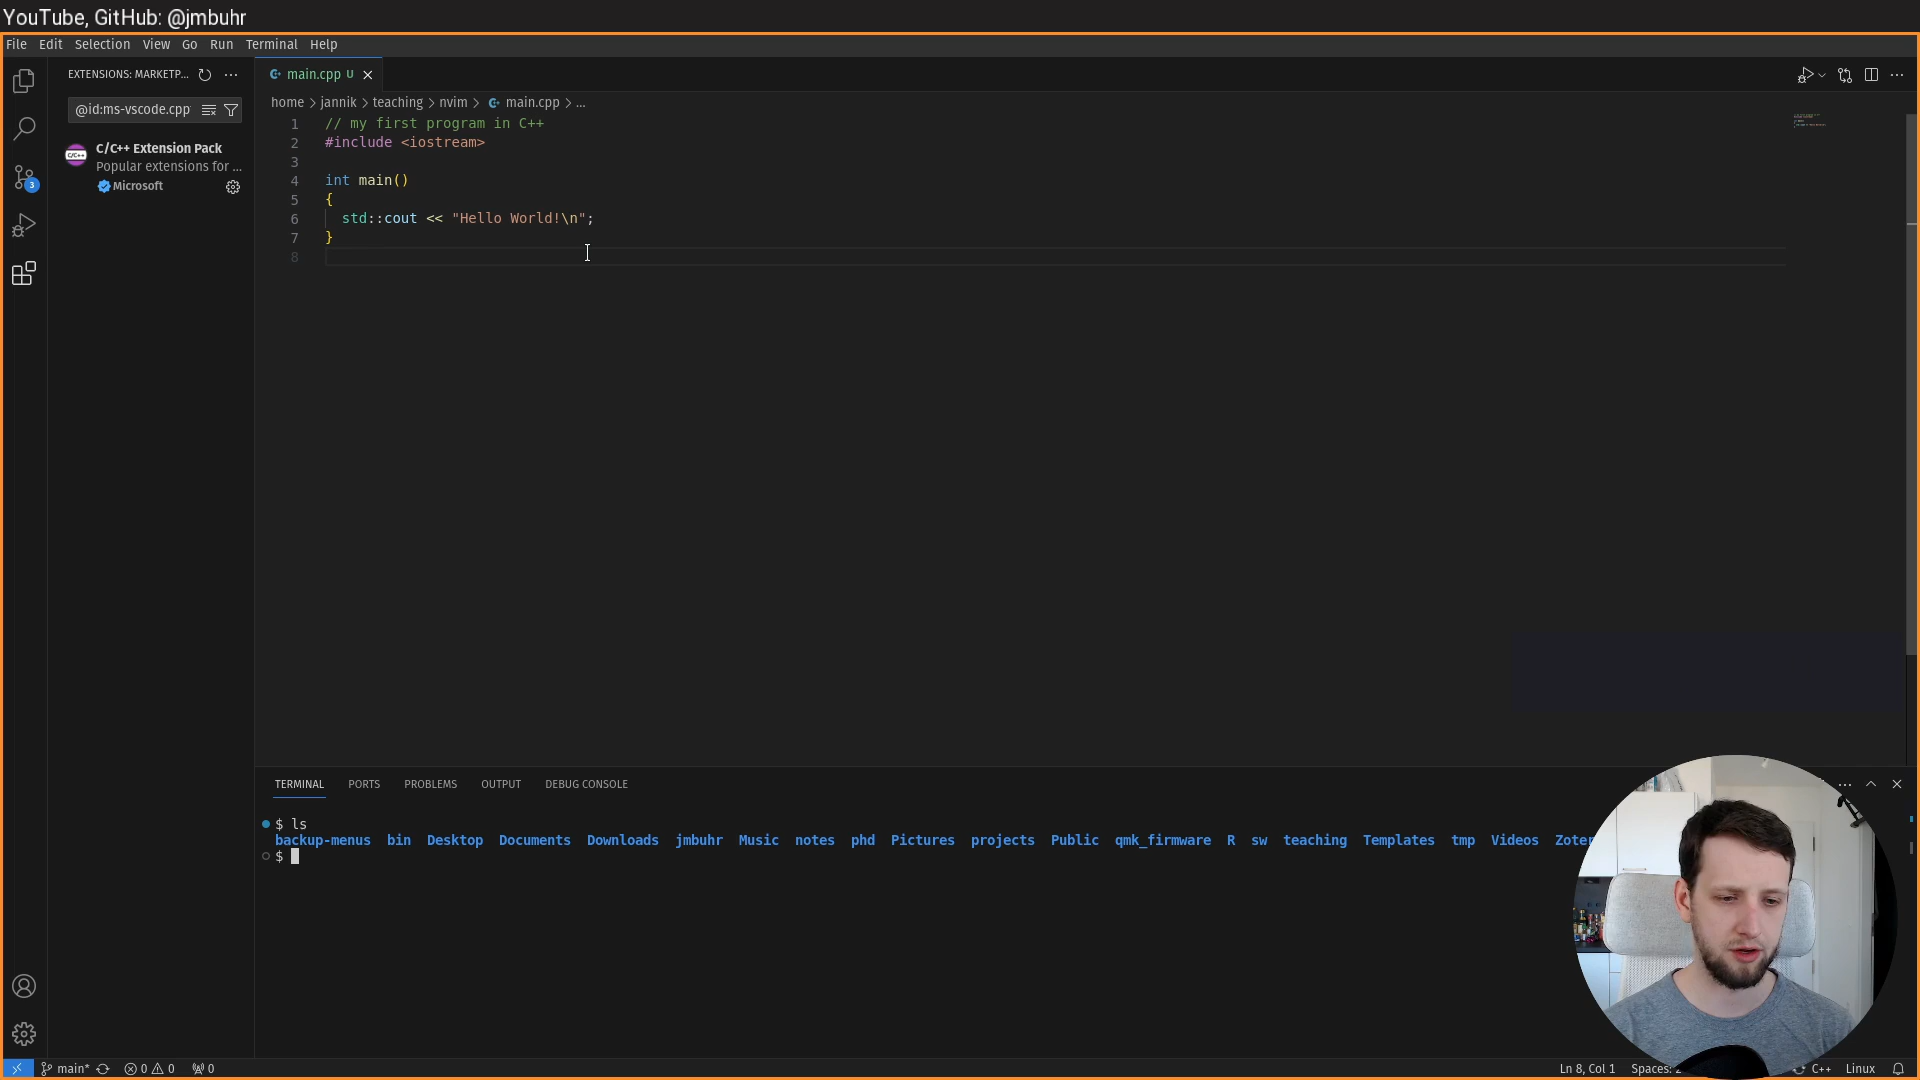 YouTube, GitHub: @jmbuhr
File Edit Selection View Go Run Terminal Help
EXTENSIONS: MARKETP...
main.cpp U
@id:ms-vscode.cpp
home > jannik > teaching > nvim > main.cpp > ...
C/C++ Extension Pack
Popular extensions for ...
Microsoft
C/C++
3
1 // my first program in C++
2 #include <iostream>
3
4 int main()
5 {
6 std::cout << "Hello World!\n";
7 }
8
TERMINAL PORTS PROBLEMS OUTPUT DEBUG CONSOLE
$ ls
backup-menus bin Desktop Documents Downloads jmbuhr Music notes phd Pictures projects Public qmk_firmware R sw teaching Templates tmp Videos
$
main* 0 0 0 Ln 8, Col 1 Spaces: C++ Linux